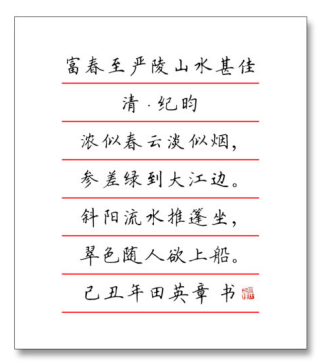 富春至严陵山水甚佳
清·纪昀
浓似春云淡似烟，
参差绿到大江边。
斜阳流水推蓬坐，
翠色随人欲上船。
己丑年田英章 书